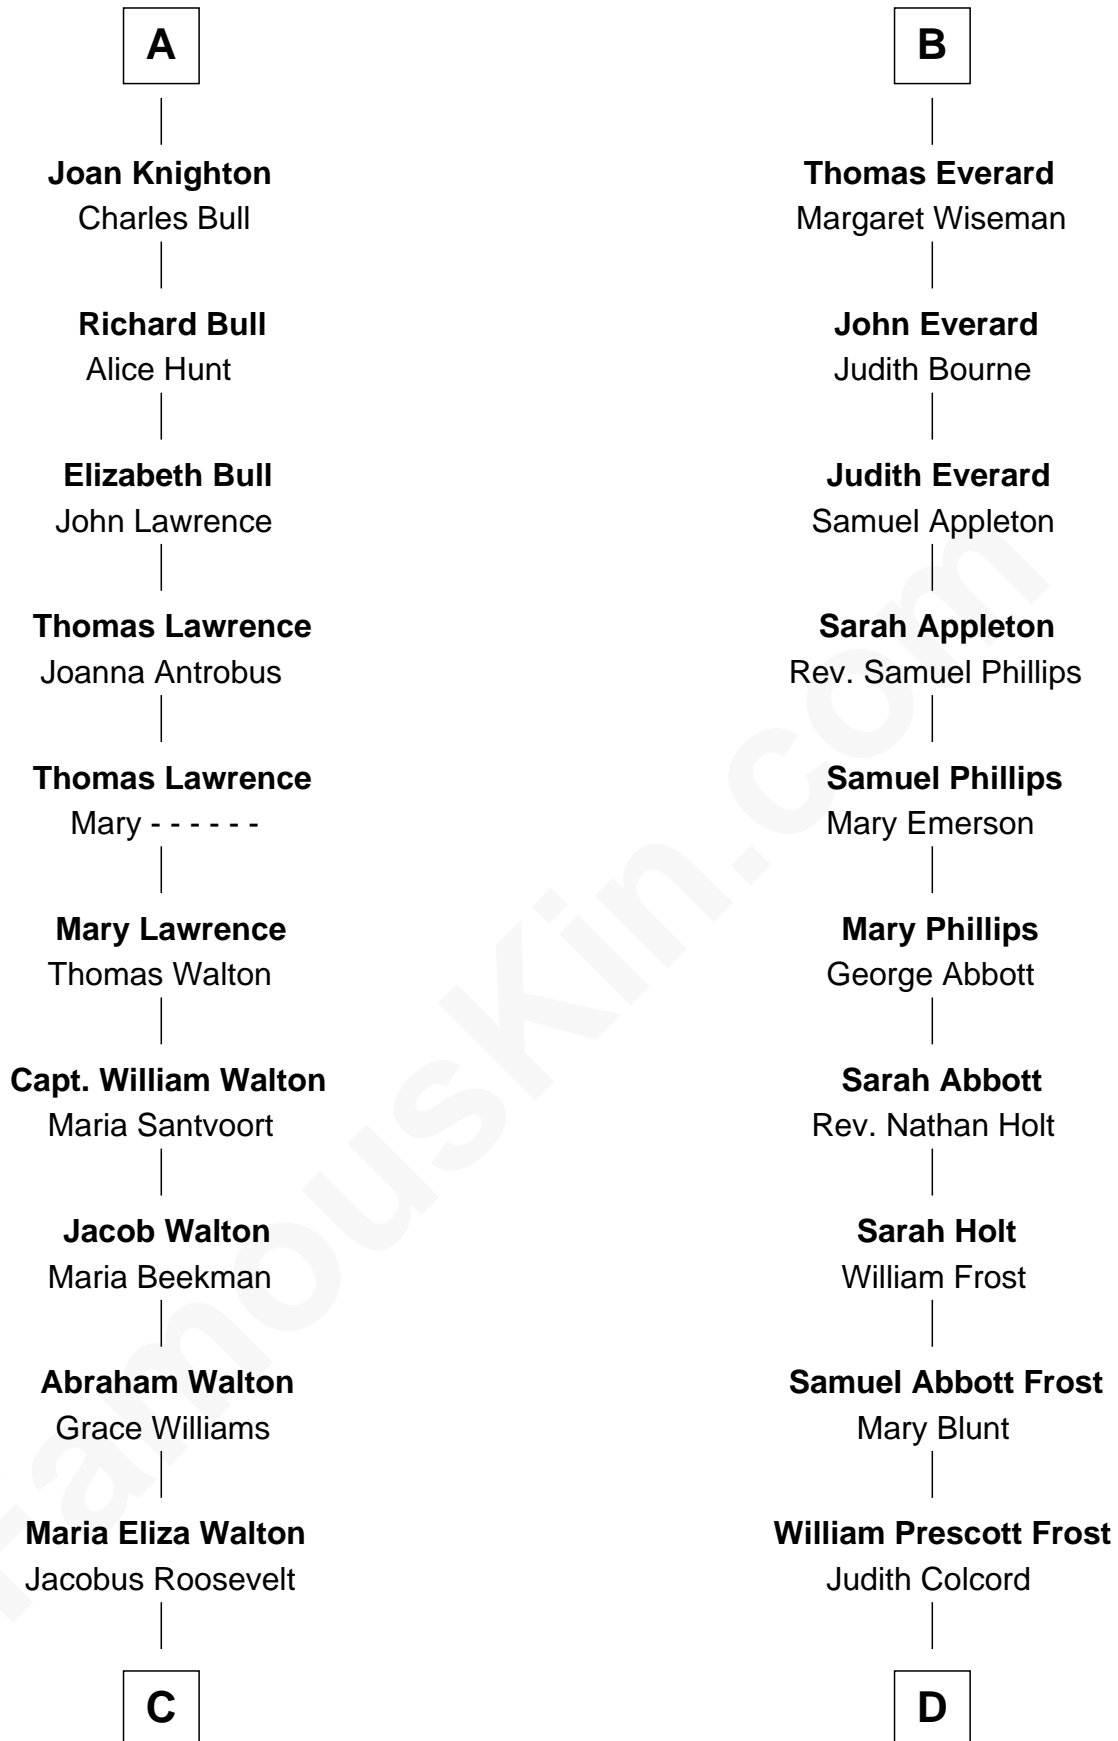 A
Joan Knighton
Charles Bull
Richard Bull
Alice Hunt
Elizabeth Bull
John Lawrence
Thomas Lawrence
Joanna Antrobus
Thomas Lawrence
Mary - - - - - -
Mary Lawrence
Thomas Walton
Capt. William Walton
Maria Santvoort
Jacob Walton
Maria Beekman
Abraham Walton
Grace Williams
Maria Eliza Walton
Jacobus Roosevelt
C
B
Thomas Everard
Margaret Wiseman
John Everard
Judith Bourne
Judith Everard
Samuel Appleton
Sarah Appleton
Rev. Samuel Phillips
Samuel Phillips
Mary Emerson
Mary Phillips
George Abbott
Sarah Abbott
Rev. Nathan Holt
Sarah Holt
William Frost
Samuel Abbott Frost
Mary Blunt
William Prescott Frost
Judith Colcord
D
FamousKin.com